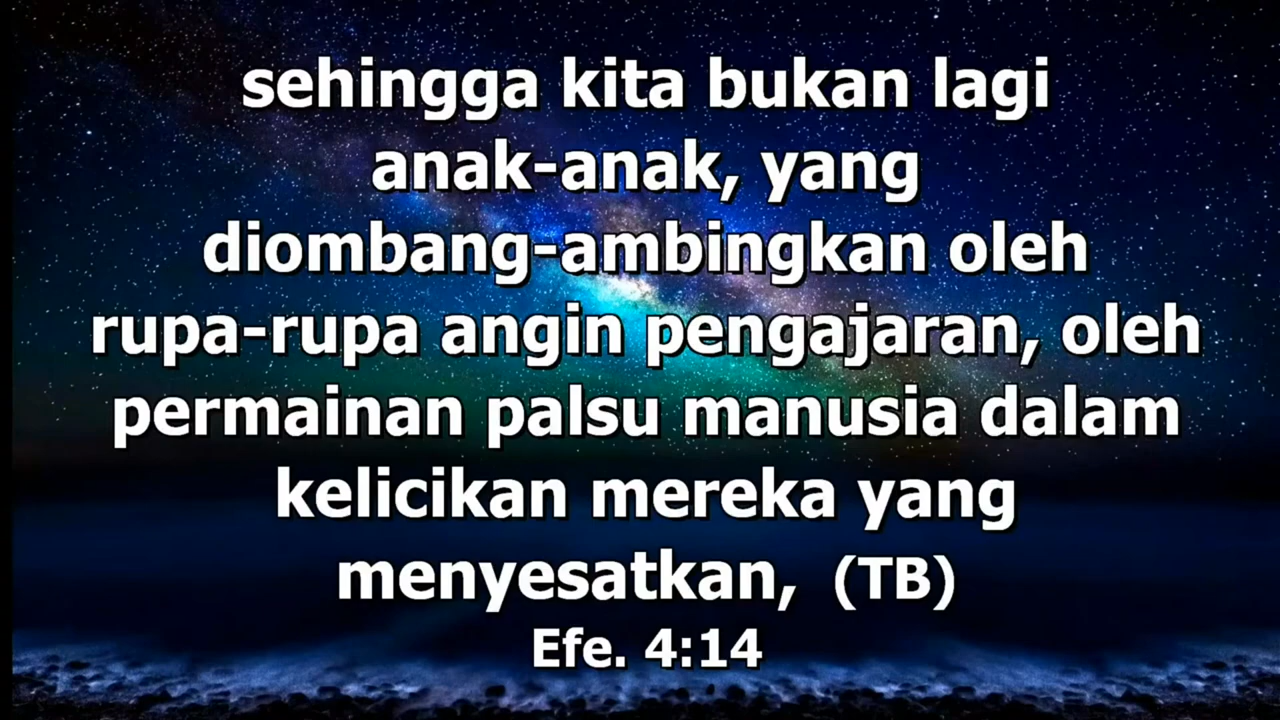 sehingga kita bukan lagi
anak-anak, yang
diombang-ambingkan oleh
rupa-rupa angin pengajaran, oleh
permainan palsu manusia dalam
kelicikan mereka yang
menyesatkan, (TB)
Efe. 4:14